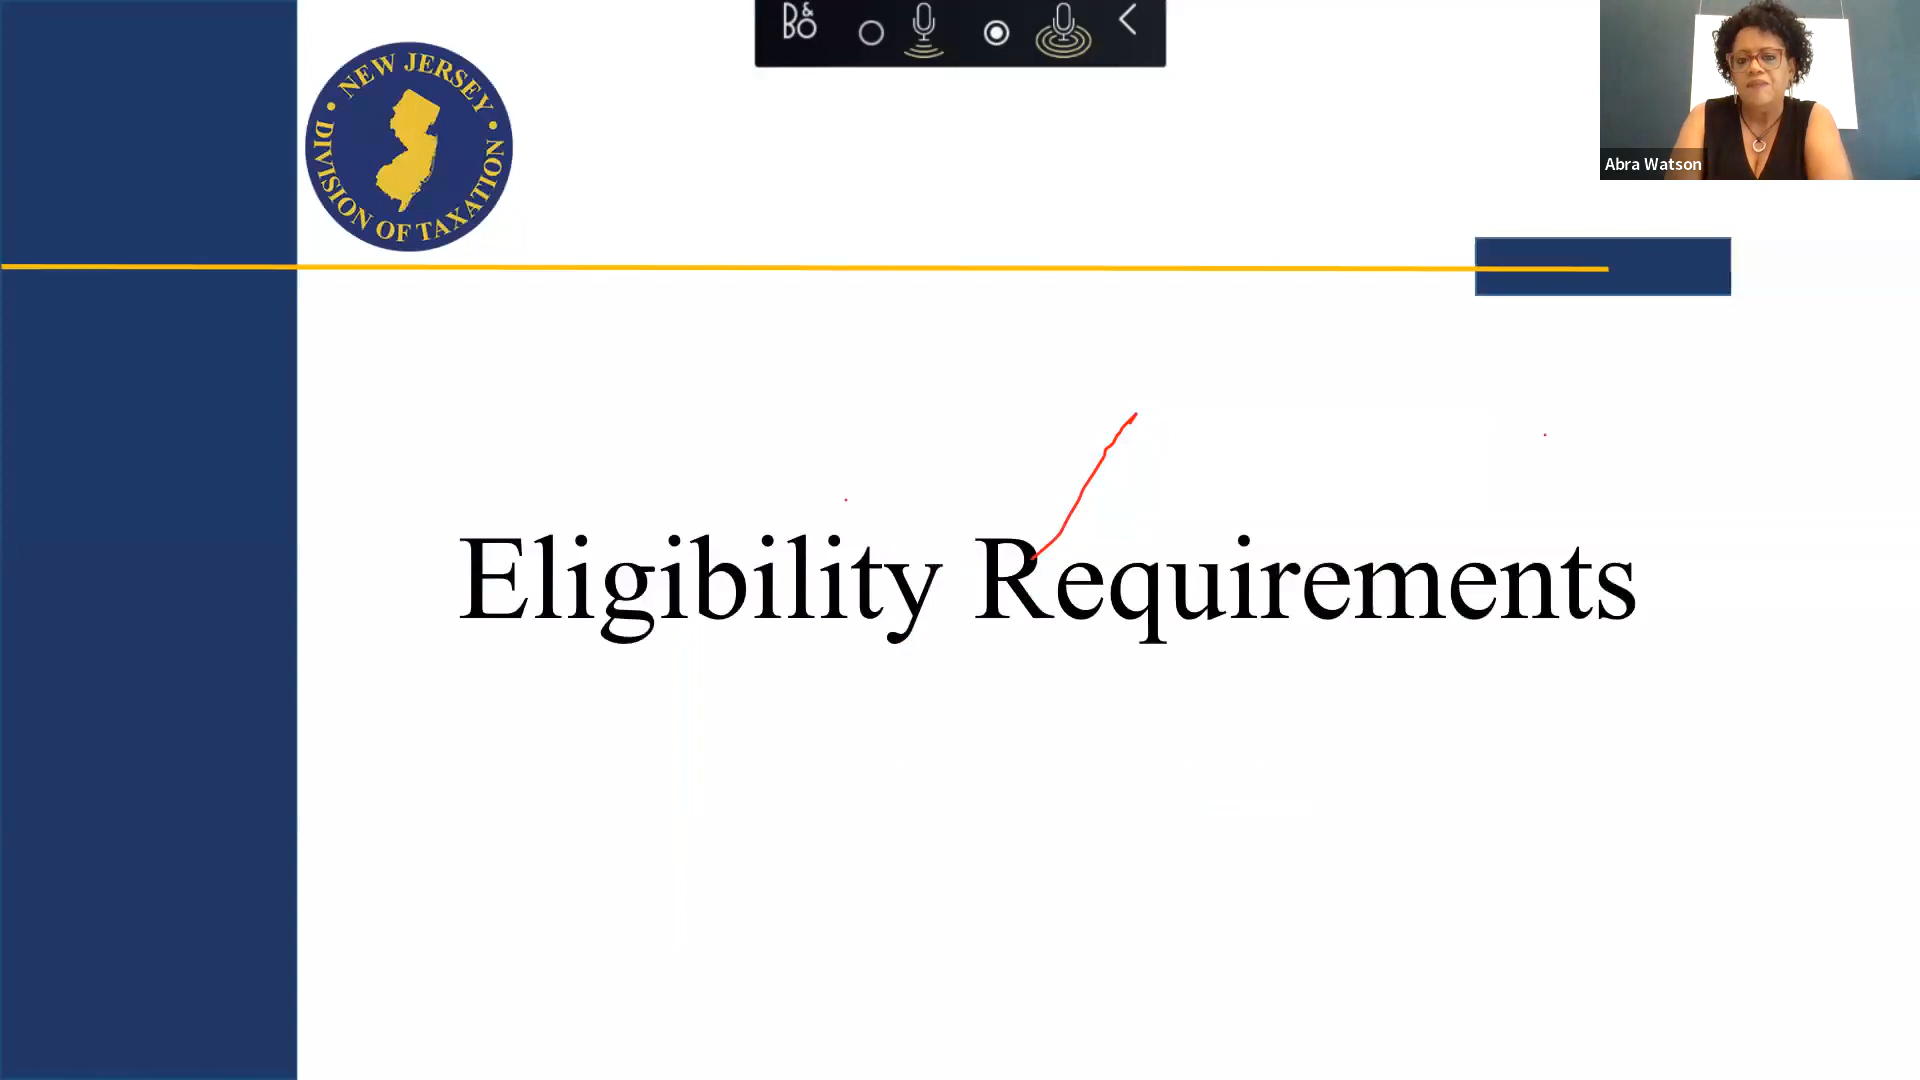 B&O
NEW JERSEY
DIVISION OF TAXATION
Abra Watson
Eligibility Requirements